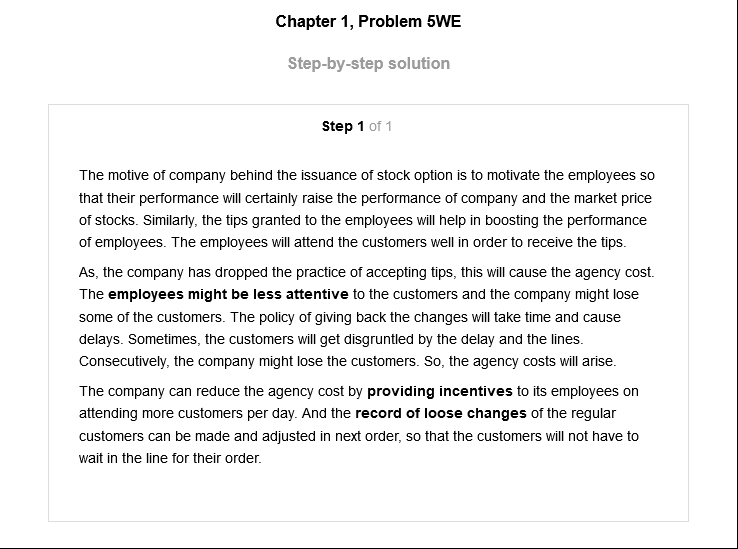 Chapter 1, Problem 5WE
Step-by-step solution
Step 1 of 1
The motive of company behind the issuance of stock option is to motivate the employees so
that their performance will certainly raise the performance of company and the market price
of stocks. Similarly, the tips granted to the employees will help in boosting the performance
of employees. The employees will attend the customers well in order to receive the tips.
As, the company has dropped the practice of accepting tips, this will cause the agency cost.
The employees might be less attentive to the customers and the company might lose
some of the customers. The policy of giving back the changes will take time and cause
delays. Sometimes, the customers will get disgruntled by the delay and the lines.
Consecutively, the company might lose the customers. So, the agency costs will arise.
The company can reduce the agency cost by providing incentives to its employees on
attending more customers per day. And the record of loose changes of the regular
customers can be made and adjusted in next order, so that the customers will not have to
wait in the line for their order.